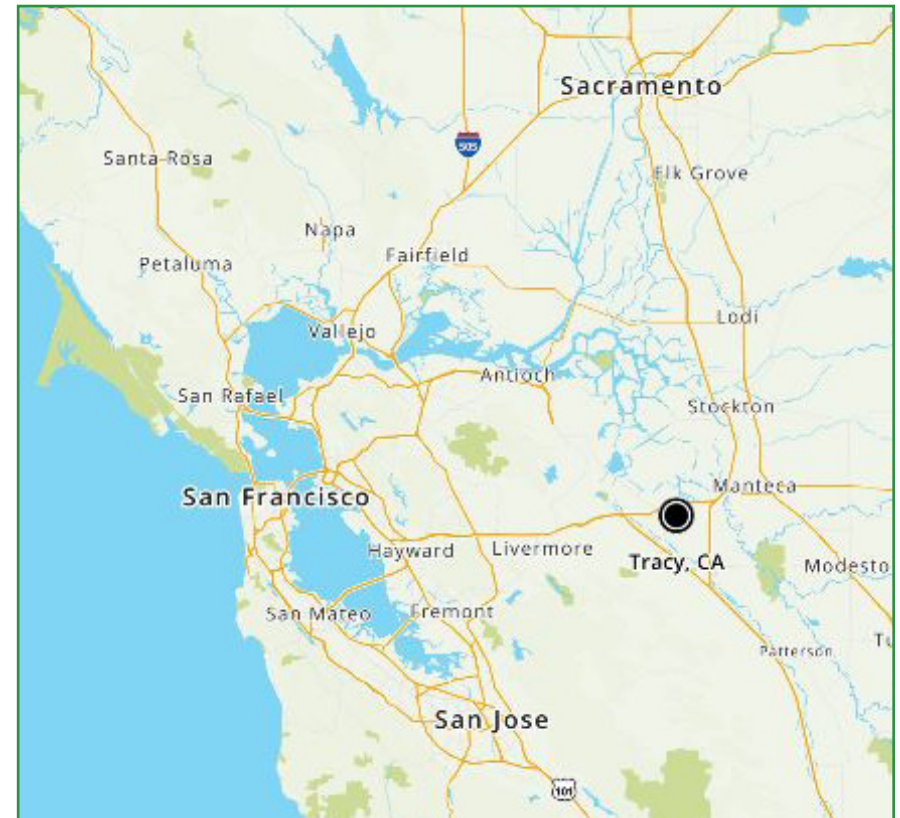 Sacramento
505
Santa Rosa
Elk Grove
Napa
Fairfield
Petaluma
Lodi
Vallejo
Antioch
San Rafael
Stockton
Manteca
San Francisco
Hayward
Livermore
Tracy, CA
Modesto
San Mateo
Fremont
Patterson
Tu
San Jose
101